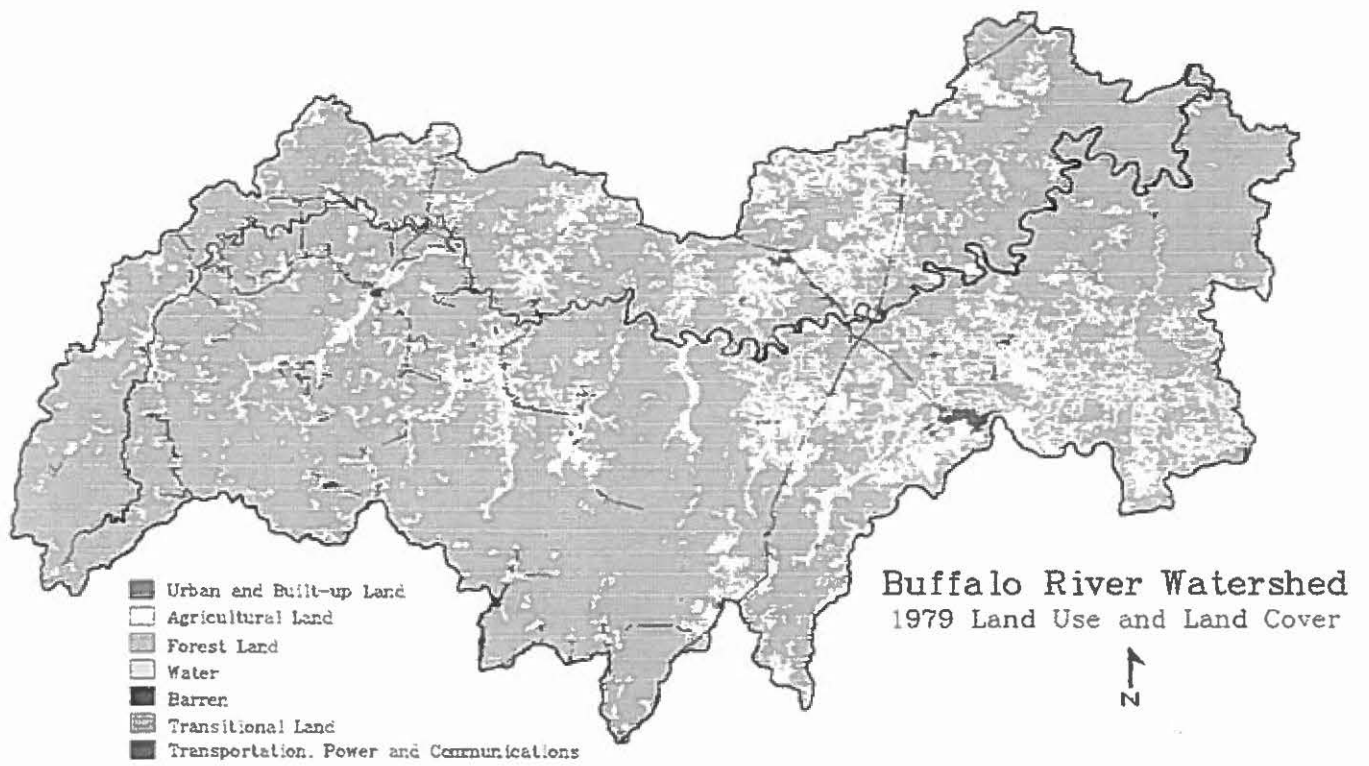 Urban and Built-up Land
Agricultural Land
Forest Land
Water
Barren
Transitional Land
Transportation, Power and Communications
Buffalo River Watershed
1979 Land Use and Land Cover
N